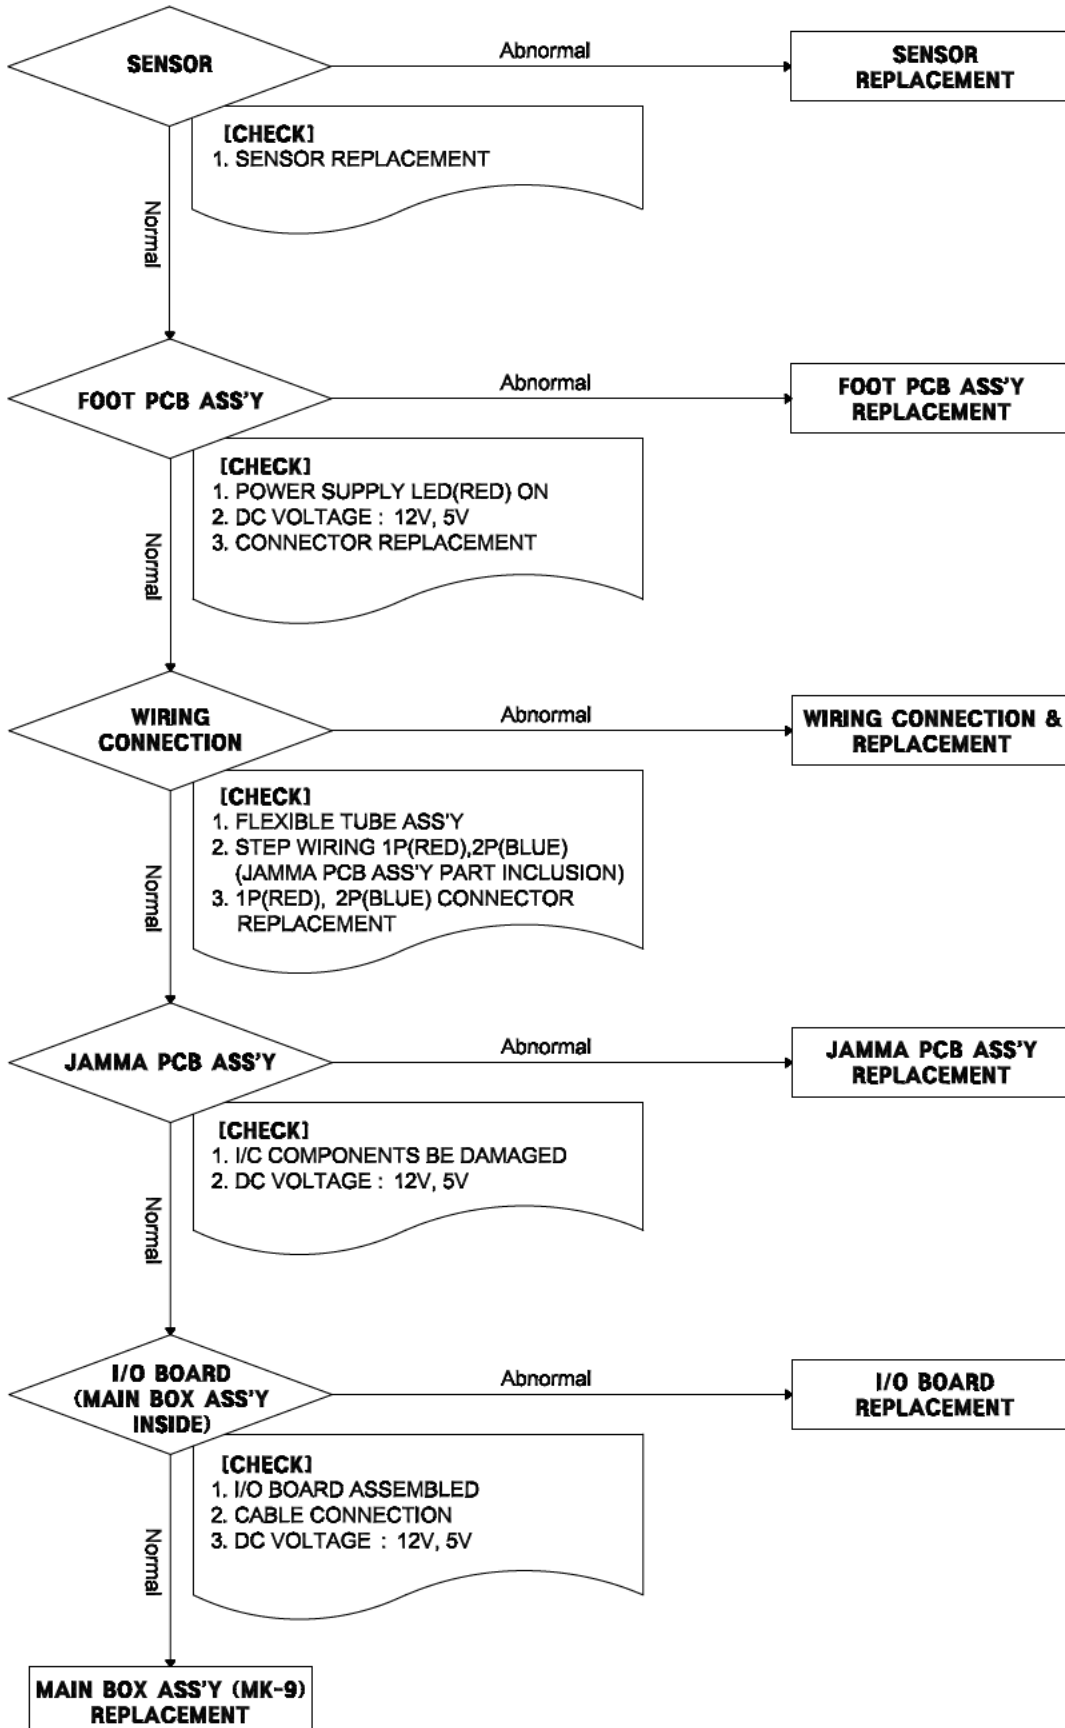 SENSOR
Abnormal
SENSOR
REPLACEMENT
[CHECK]
1. SENSOR REPLACEMENT
Normal
FOOT PCB ASS'Y
Abnormal
FOOT PCB ASS'Y
REPLACEMENT
[CHECK]
1. POWER SUPPLY LED(RED) ON
2. DC VOLTAGE : 12V, 5V
3. CONNECTOR REPLACEMENT
Normal
WIRING
CONNECTION
Abnormal
WIRING CONNECTION &
REPLACEMENT
[CHECK]
1. FLEXIBLE TUBE ASS'Y
2. STEP WIRING 1P(RED),2P(BLUE)
(JAMMA PCB ASS'Y PART INCLUSION)
3. 1P(RED), 2P(BLUE) CONNECTOR
REPLACEMENT
Normal
JAMMA PCB ASS'Y
Abnormal
JAMMA PCB ASS'Y
REPLACEMENT
[CHECK]
1. I/C COMPONENTS BE DAMAGED
2. DC VOLTAGE : 12V, 5V
Normal
I/O BOARD
(MAIN BOX ASS'Y
INSIDE)
Abnormal
I/O BOARD
REPLACEMENT
[CHECK]
1. I/O BOARD ASSEMBLED
2. CABLE CONNECTION
3. DC VOLTAGE : 12V, 5V
Normal
MAIN BOX ASS'Y (MK-9)
REPLACEMENT